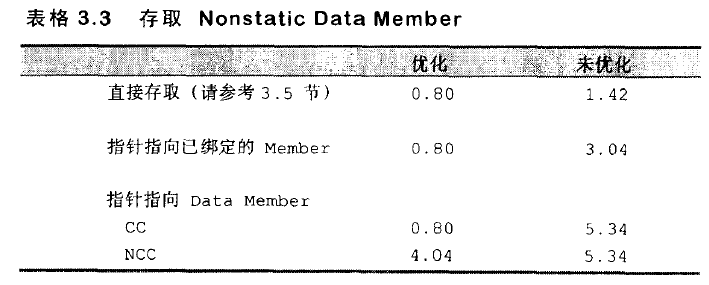 表格 3.3 存取 Nonstatic Data Member
优化 未优化
直接存取（请参考 3.5 节） 0.80 1.42
指针指向已绑定的 Member 0.80 3.04
指针指向 Data Member
CC 0.80 5.34
NCC 4.04 5.34